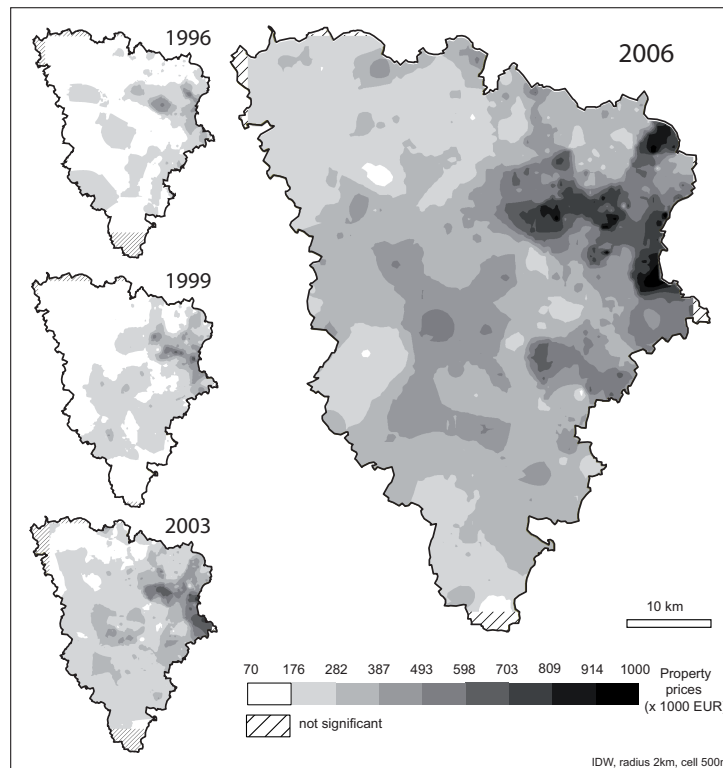 1996
2006
1999
2003
10 km
70 176 282 387 493 598 703 809 914 1000
Property
prices
(x 1000 EUR
not significant
IDW, radius 2km, cell 500m